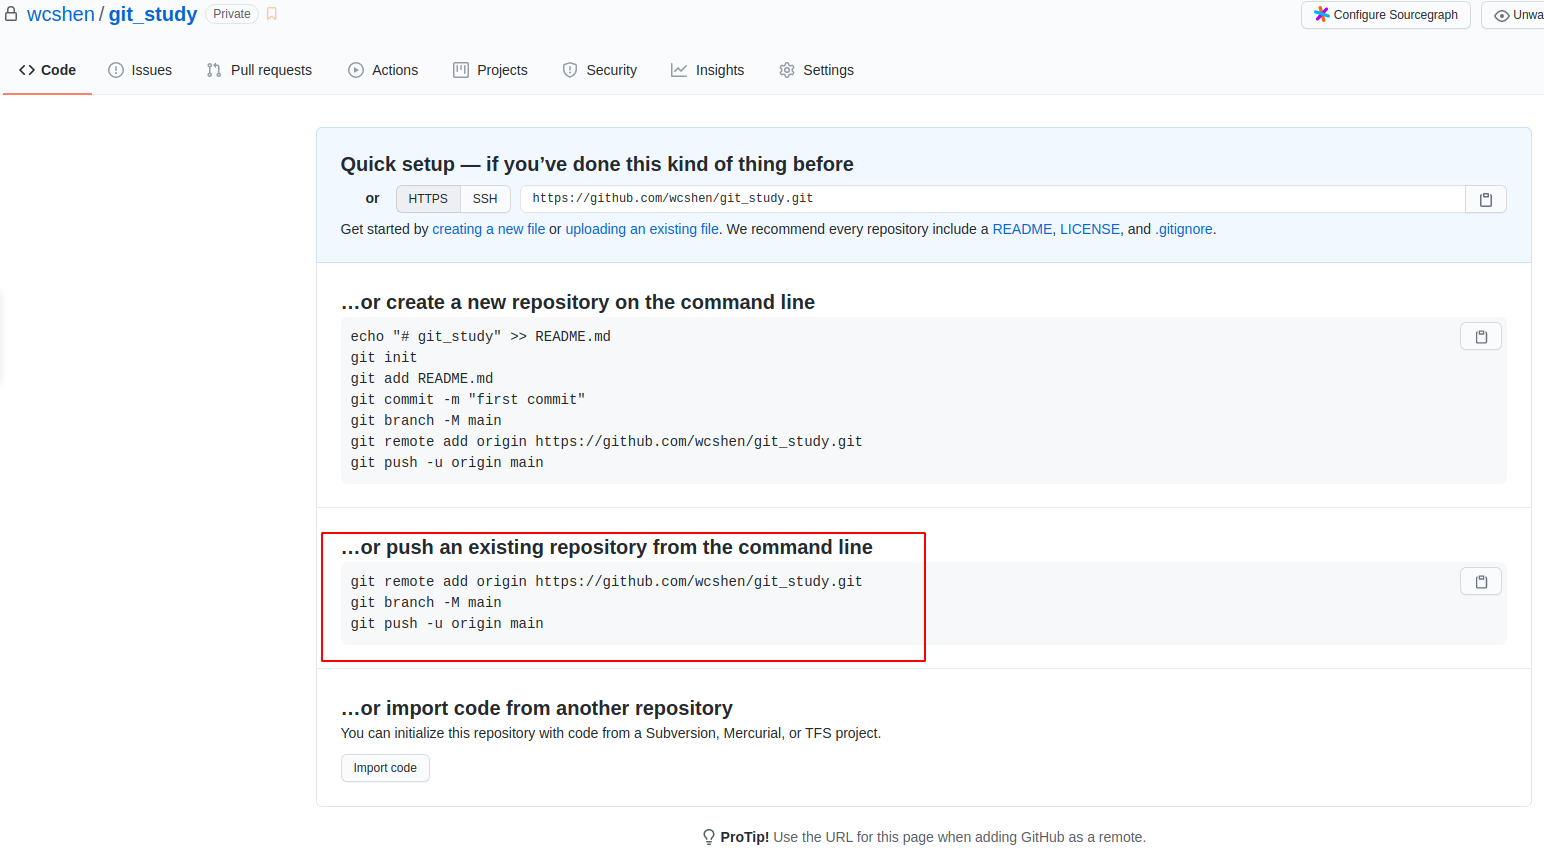 wcshen / git_study Private
Configure Sourcegraph
Unwa
Code Issues Pull requests Actions Projects Security Insights Settings
Quick setup — if you’ve done this kind of thing before
or HTTPS SSH https://github.com/wcshen/git_study.git
Get started by creating a new file or uploading an existing file. We recommend every repository include a README, LICENSE, and .gitignore.
…or create a new repository on the command line
echo "# git_study" >> README.md
git init
git add README.md
git commit -m "first commit"
git branch -M main
git remote add origin https://github.com/wcshen/git_study.git
git push -u origin main
…or push an existing repository from the command line
git remote add origin https://github.com/wcshen/git_study.git
git branch -M main
git push -u origin main
…or import code from another repository
You can initialize this repository with code from a Subversion, Mercurial, or TFS project.
Import code
ProTip! Use the URL for this page when adding GitHub as a remote.